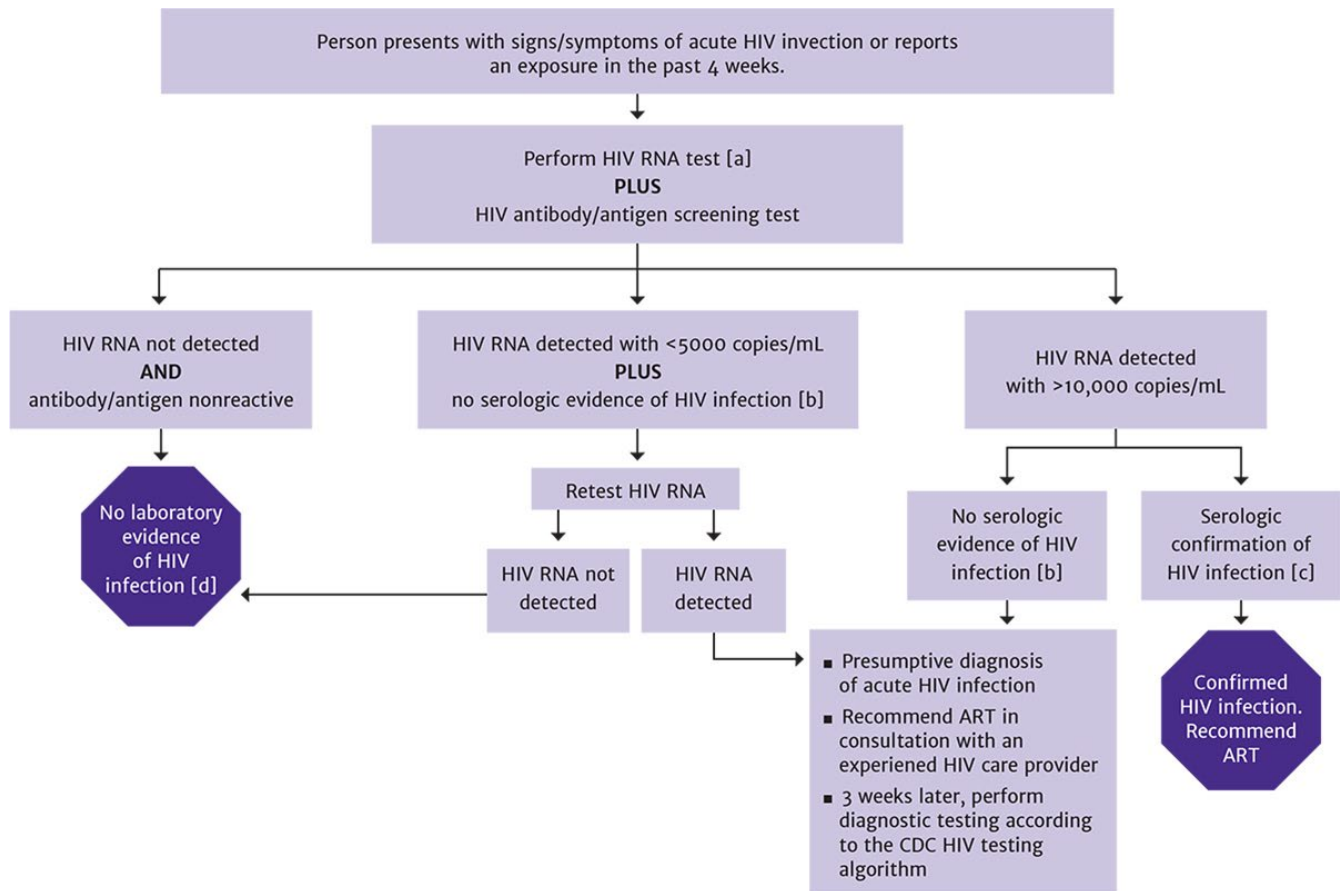 Person presents with signs/symptoms of acute HIV invection or reports
an exposure in the past 4 weeks.
Perform HIV RNA test [a]
PLUS
HIV antibody/antigen screening test
HIV RNA not detected
AND
antibody/antigen nonreactive
HIV RNA detected with <5000 copies/mL
PLUS
no serologic evidence of HIV infection [b]
HIV RNA detected
with >10,000 copies/mL
No laboratory
evidence
of HIV
infection [d]
Retest HIV RNA
HIV RNA not
detected
HIV RNA
detected
No serologic
evidence of HIV
infection [b]
Serologic
confirmation of
HIV infection [c]
▪ Presumptive diagnosis
of acute HIV infection
▪ Recommend ART in
consultation with an
experiened HIV care provider
▪ 3 weeks later, perform
diagnostic testing according
to the CDC HIV testing
algorithm
Confirmed
HIV infection.
Recommend
ART